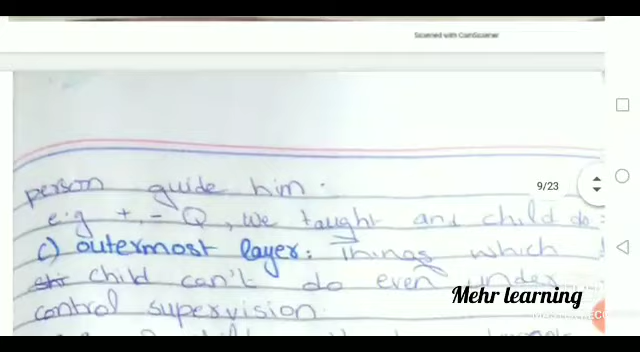 Scanned with CamScanner
person guide him.
e.g +, - Q, we taught and child do
9/23
c) outermost layer: Things which
child can't do even under
Mehr learning
control supervision.